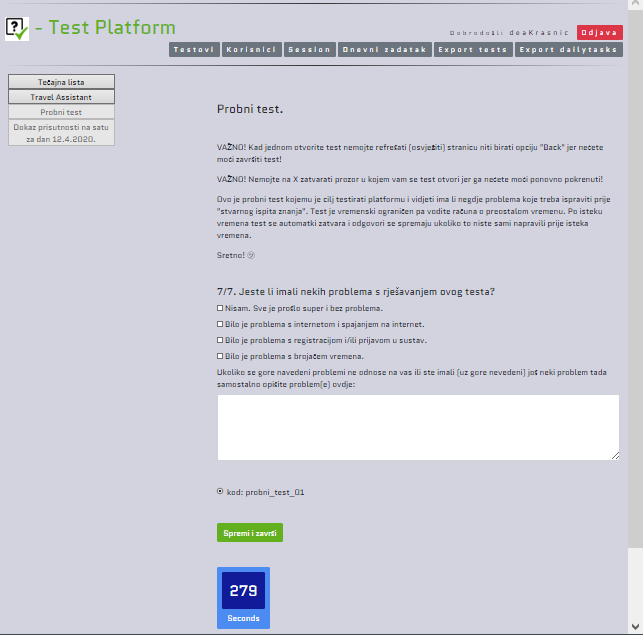 - Test Platform
Dobrodošli deaKrasnic Odjava
Testovi Korisnici Session Dnevni zadatak Export tests Export dailytasks
Tečajna lista
Travel Assistant
Probni test
Dokaz prisutnosti na satu
za dan 12.4.2020.
Probni test.
VAŽNO! Kad jednom otvorite test nemojte refrešati (osvježiti) stranicu niti birati opciju "Back" jer nećete
moći završiti test!
VAŽNO! Nemojte na X zatvarati prozor u kojem vam se test otvori jer ga nećete moći ponovno pokrenuti!
Ovo je probni test kojemu je cilj testirati platformu i vidjeti ima li negdje problema koje treba ispraviti prije
"stvarnog ispita znanja". Test je vremenski ograničen pa vodite računa o preostalom vremenu. Po isteku
vremena test se automatki zatvara i odgovori se spremaju ukoliko to niste sami napravili prije isteka
vremena.
Sretno! 🙂
7/7. Jeste li imali nekih problema s rješavanjem ovog testa?
Nisam. Sve je prošlo super i bez problema.
Bilo je problema s internetom i spajanjem na internet.
Bilo je problema s registracijom i/ili prijavom u sustav.
Bilo je problema s brojačem vremena.
Ukoliko se gore navedeni problemi ne odnose na vas ili ste imali (uz gore nevedeni) još neki problem tada
samostalno opišite problem(e) ovdje:
kod: probni_test_01
Spremi i završi
279
Seconds